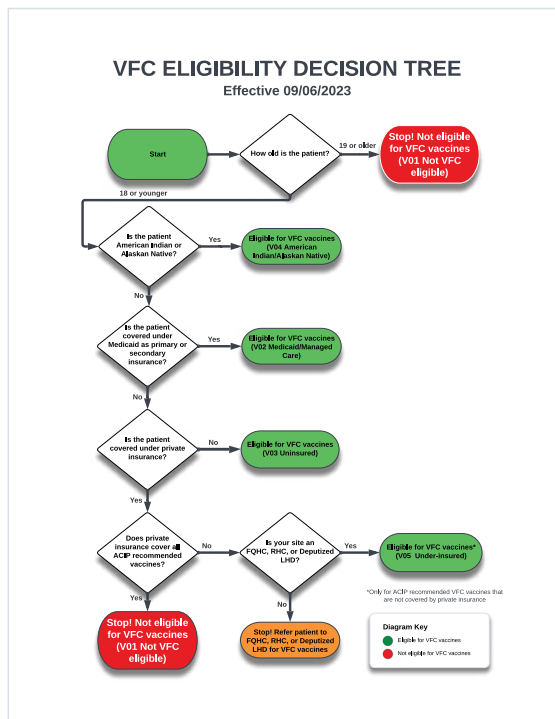 VFC ELIGIBILITY DECISION TREE
Effective 09/06/2023
Start
How old is the patient?
19 or older
Stop! Not eligible
for VFC vaccines
(V01 Not VFC
eligible)
18 or younger
Is the patient
American Indian or
Alaskan Native?
Yes
Eligible for VFC vaccines
(V04 American
Indian/Alaskan Native)
No
Is the patient
covered under
Medicaid as primary or
secondary
insurance?
Yes
Eligible for VFC vaccines
(V02 Medicaid/Managed
Care)
No
Is the patient
covered under private
insurance?
No
Eligible for VFC vaccines
(V03 Uninsured)
Yes
Does private
insurance cover all
ACIP recommended
vaccines?
No
Is your site an
FQHC, RHC, or Deputized
LHD?
Yes
Eligible for VFC vaccines*
(V05 Under-insured)
*Only for ACIP recommended VFC vaccines that
are not covered by private insurance
Yes
Stop! Not eligible
for VFC vaccines
(V01 Not VFC
eligible)
No
Stop! Refer patient to
FQHC, RHC, or Deputized
LHD for VFC vaccines
Diagram Key
Eligible for VFC vaccines
Not eligible for VFC vaccines